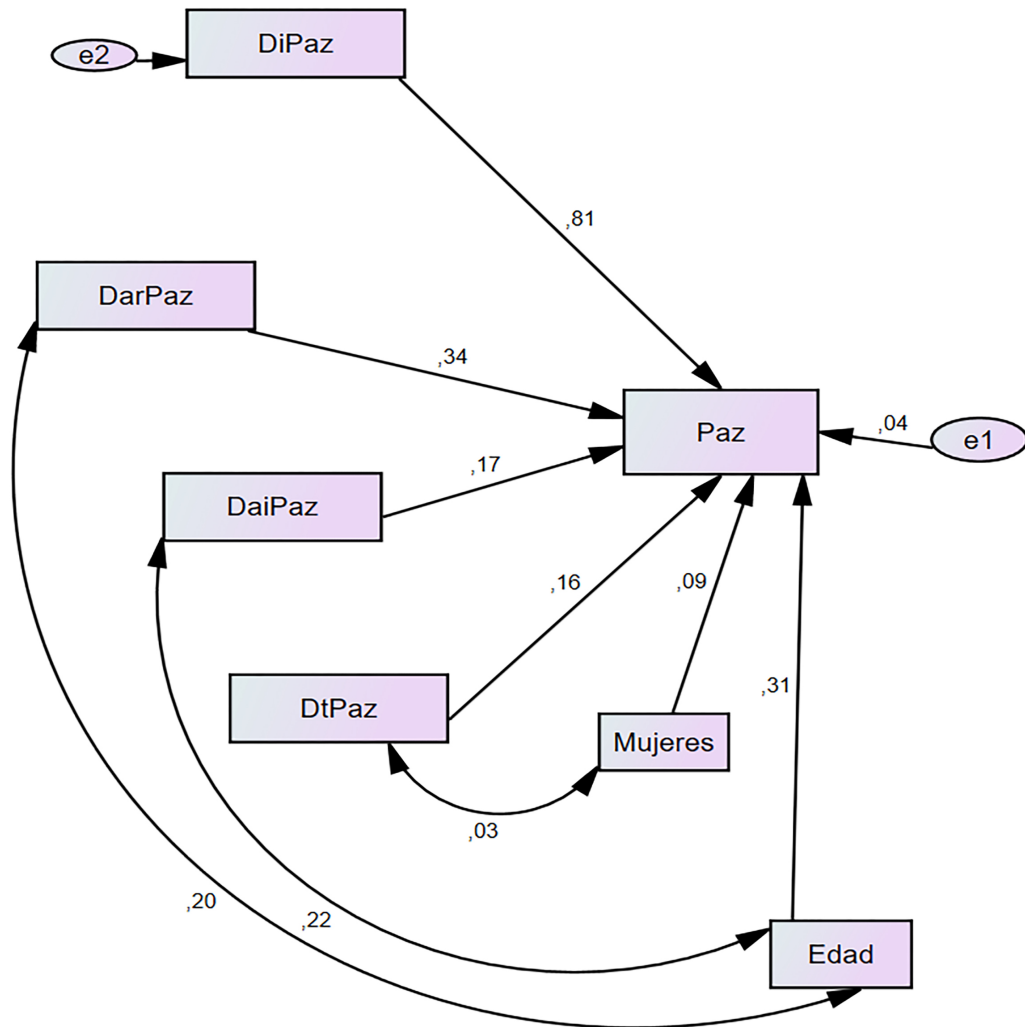 DiPaz
e2
,81
DarPaz
,34
Paz
,04
e1
,17
DaiPaz
,16
,09
DtPaz
,31
Mujeres
,03
,20
,22
Edad